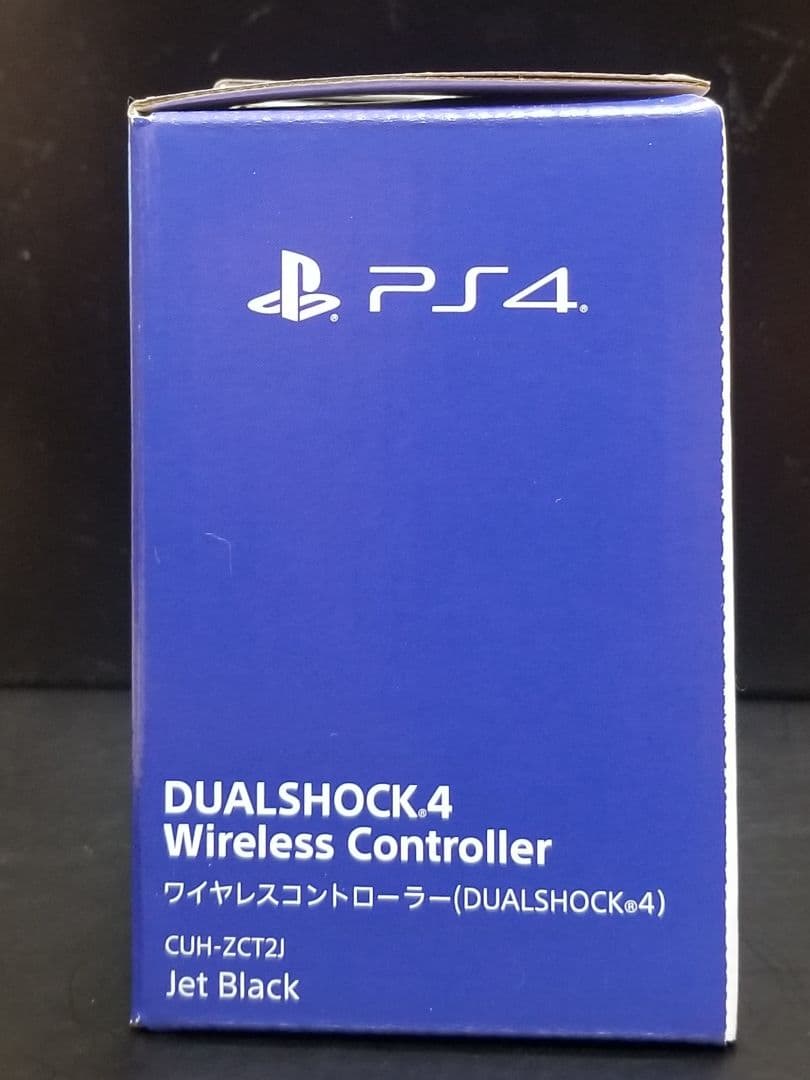 PS4®
DUALSHOCK®4
Wireless Controller
ワイヤレスコントローラー(DUALSHOCK®4)
CUH-ZCT2J
Jet Black